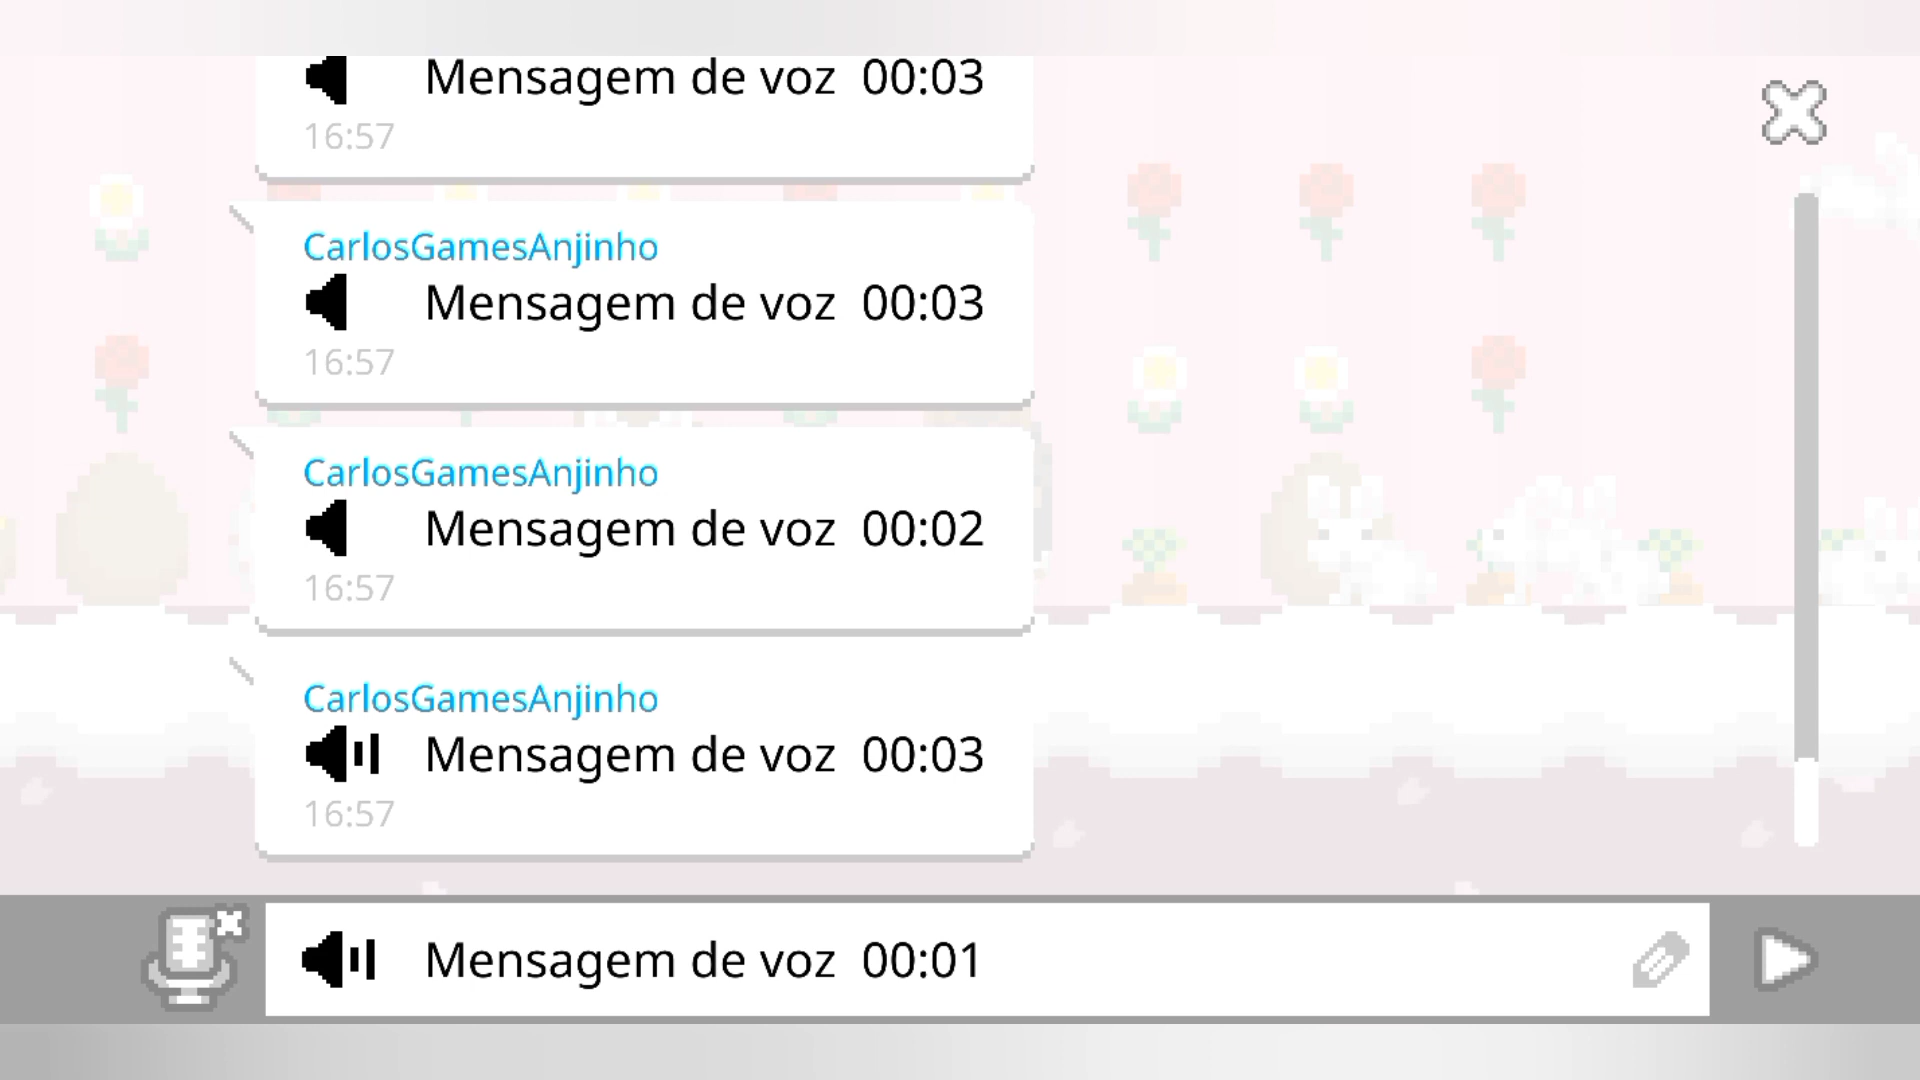 Mensagem de voz 00:03
16:57
CarlosGamesAnjinho
Mensagem de voz 00:03
16:57
CarlosGamesAnjinho
Mensagem de voz 00:02
16:57
CarlosGamesAnjinho
Mensagem de voz 00:03
16:57
Mensagem de voz 00:01